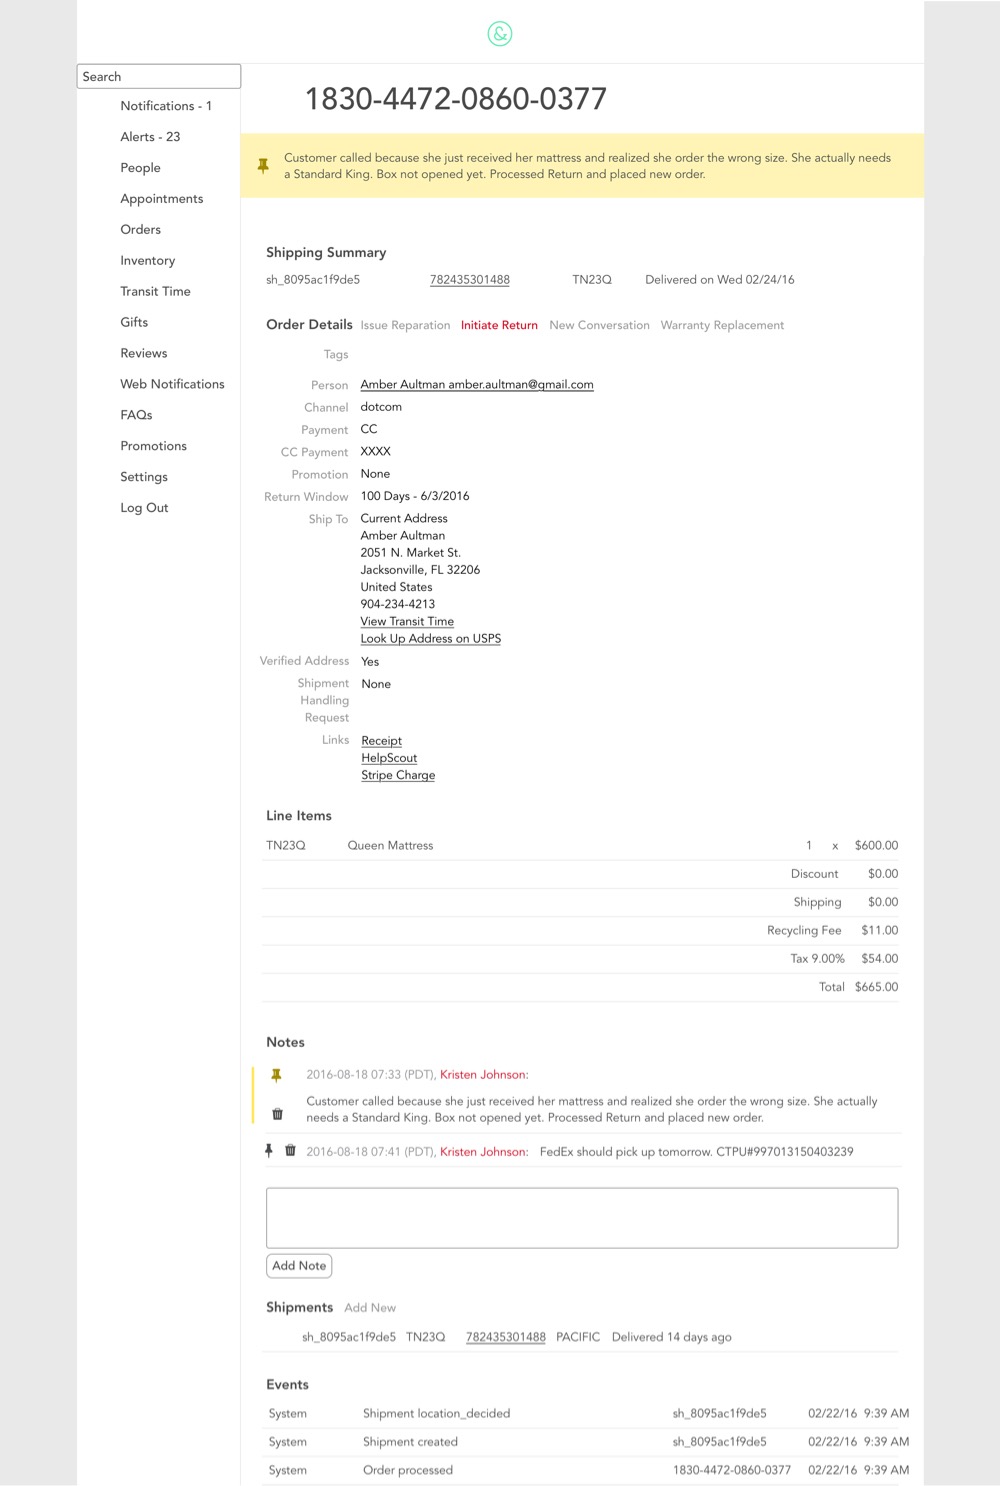 &
Search
Notifications - 1
Alerts - 23
People
Appointments
Orders
Inventory
Transit Time
Gifts
Reviews
Web Notifications
FAQs
Promotions
Settings
Log Out
1830-4472-0860-0377
Customer called because she just received her mattress and realized she order the wrong size. She actually needs
a Standard King. Box not opened yet. Processed Return and placed new order.
Shipping Summary
sh_8095ac1f9de5 782435301488 TN23Q Delivered on Wed 02/24/16
Order Details Issue Reparation Initiate Return New Conversation Warranty Replacement
Tags
Person Amber Aultman amber.aultman@gmail.com
Channel dotcom
Payment CC
CC Payment XXXX
Promotion None
Return Window 100 Days - 6/3/2016
Ship To Current Address
Amber Aultman
2051 N. Market St.
Jacksonville, FL 32206
United States
904-234-4213
View Transit Time
Look Up Address on USPS
Verified Address Yes
Shipment None
Handling
Request
Links Receipt
HelpScout
Stripe Charge
Line Items
TN23Q Queen Mattress 1 x $600.00
Discount $0.00
Shipping $0.00
Recycling Fee $11.00
Tax 9.00% $54.00
Total $665.00
Notes
2016-08-18 07:33 (PDT), Kristen Johnson:
Customer called because she just received her mattress and realized she order the wrong size. She actually
needs a Standard King. Box not opened yet. Processed Return and placed new order.
2016-08-18 07:41 (PDT), Kristen Johnson: FedEx should pick up tomorrow. CTPU#997013150403239
Add Note
Shipments Add New
sh_8095ac1f9de5 TN23Q 782435301488 PACIFIC Delivered 14 days ago
Events
System Shipment location_decided sh_8095ac1f9de5 02/22/16 9:39 AM
System Shipment created sh_8095ac1f9de5 02/22/16 9:39 AM
System Order processed 1830-4472-0860-0377 02/22/16 9:39 AM